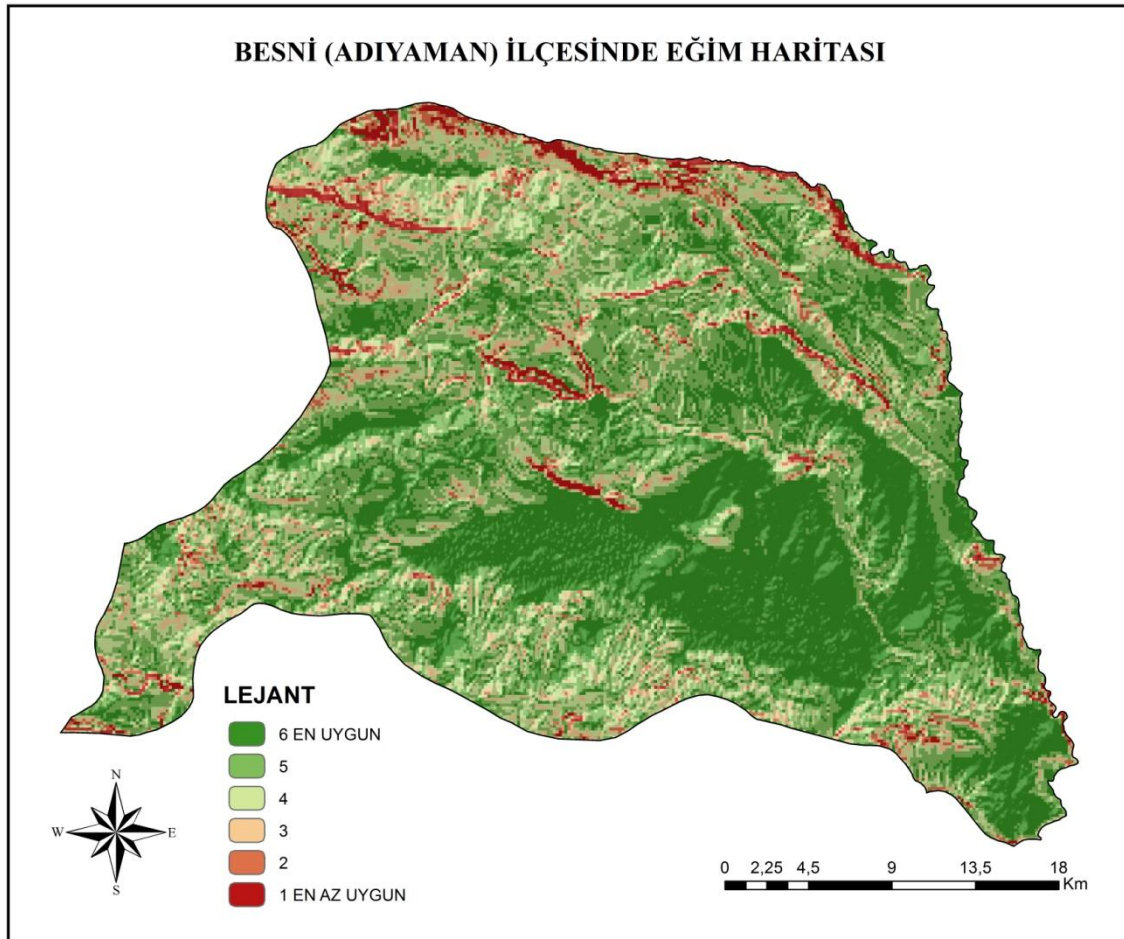 BESNİ (ADIYAMAN) İLÇESİNDE EĞİM HARİTASI
LEJANT
6 EN UYGUN
5
4
3
2
1 EN AZ UYGUN
N
W E
S
0 2,25 4,5 9 13,5 18
Km